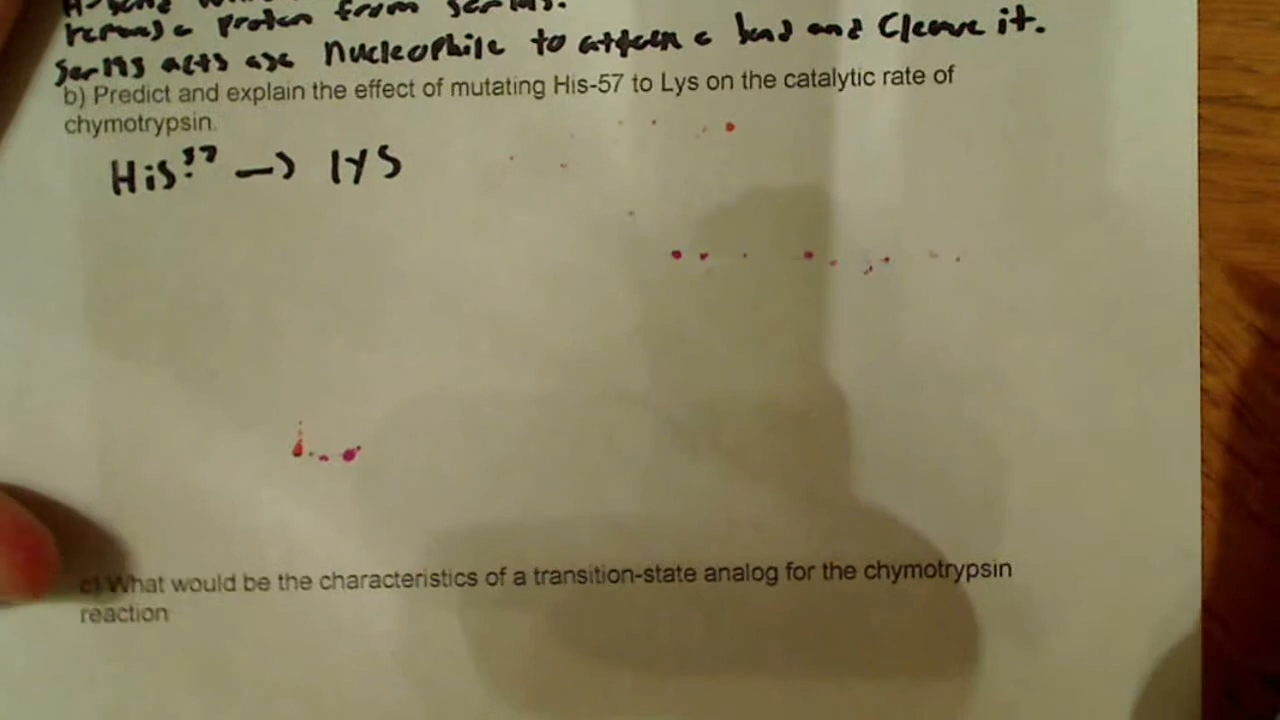 H-bond
a proton from ser195.
ser195 acts as a nucleophile to attack a bond and Cleave it.
b) Predict and explain the effect of mutating His-57 to Lys on the catalytic rate of
chymotrypsin.
His57 -> lys
c) What would be the characteristics of a transition-state analog for the chymotrypsin
reaction